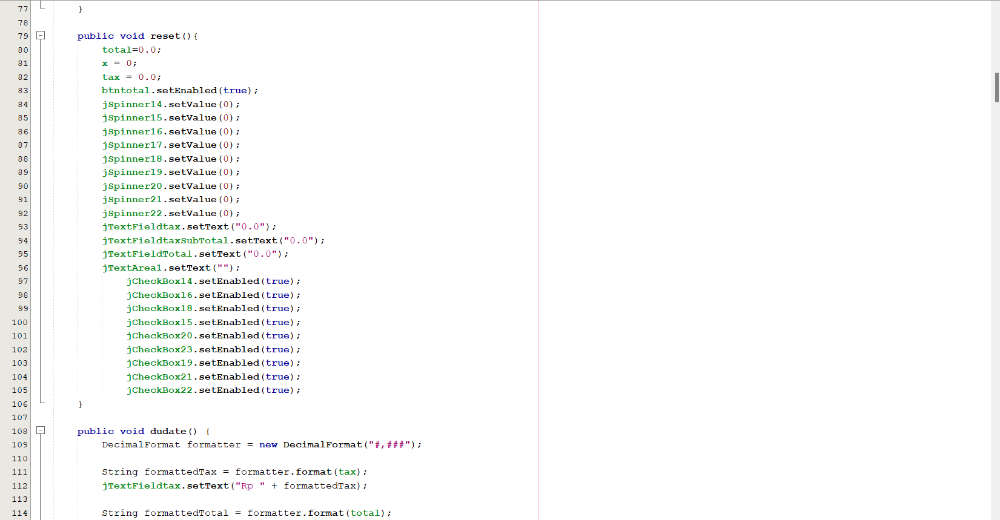 77 }
78
79 public void reset(){
80 total=0.0;
81 x = 0;
82 tax = 0.0;
83 btntotal.setEnabled(true);
84 jSpinner14.setValue(0);
85 jSpinner15.setValue(0);
86 jSpinner16.setValue(0);
87 jSpinner17.setValue(0);
88 jSpinner18.setValue(0);
89 jSpinner19.setValue(0);
90 jSpinner20.setValue(0);
91 jSpinner21.setValue(0);
92 jSpinner22.setValue(0);
93 jTextFieldtax.setText("0.0");
94 jTextFieldtaxSubTotal.setText("0.0");
95 jTextFieldTotal.setText("0.0");
96 jTextArea1.setText("");
97 jCheckBox14.setEnabled(true);
98 jCheckBox16.setEnabled(true);
99 jCheckBox18.setEnabled(true);
100 jCheckBox15.setEnabled(true);
101 jCheckBox20.setEnabled(true);
102 jCheckBox23.setEnabled(true);
103 jCheckBox19.setEnabled(true);
104 jCheckBox21.setEnabled(true);
105 jCheckBox22.setEnabled(true);
106 }
107
108 public void dudate() {
109 DecimalFormat formatter = new DecimalFormat("#,###");
110
111 String formattedTax = formatter.format(tax);
112 jTextFieldtax.setText("Rp " + formattedTax);
113
114 String formattedTotal = formatter.format(total);